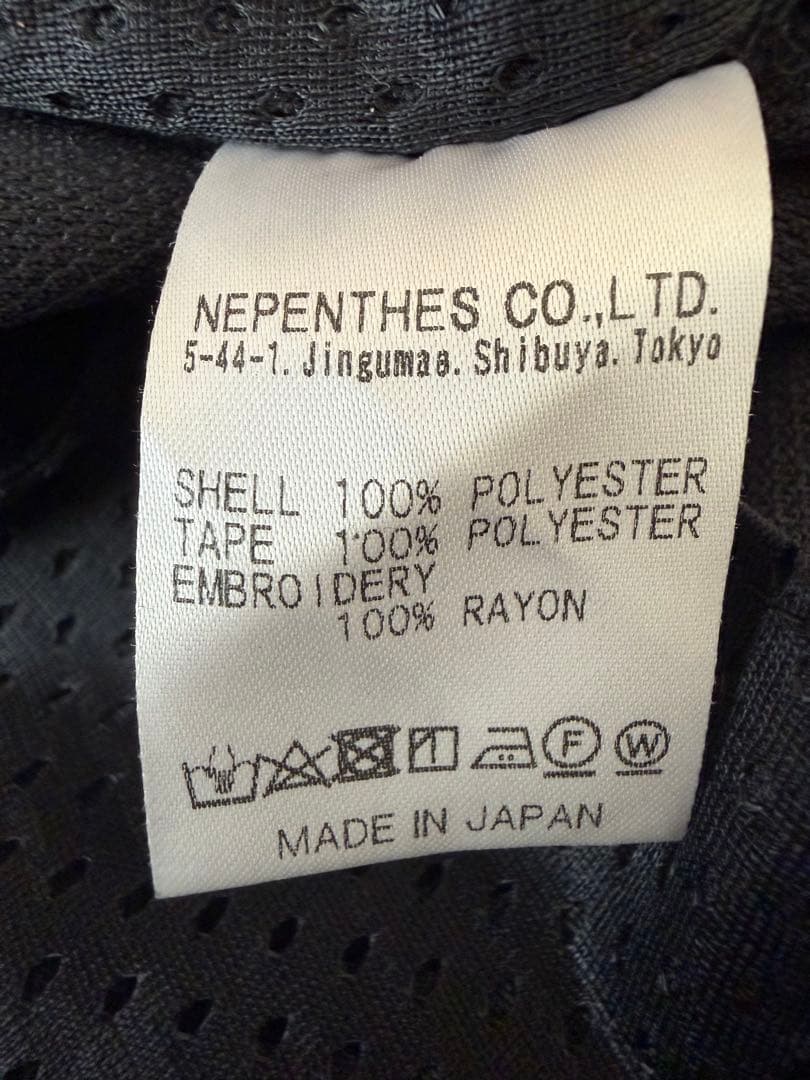 NEPENTHES CO.,LTD.
5-44-1. Jingumae. Shibuya. Tokyo
SHELL 100% POLYESTER
TAPE 100% POLYESTER
EMBROIDERY
100% RAYON
F W
MADE IN JAPAN